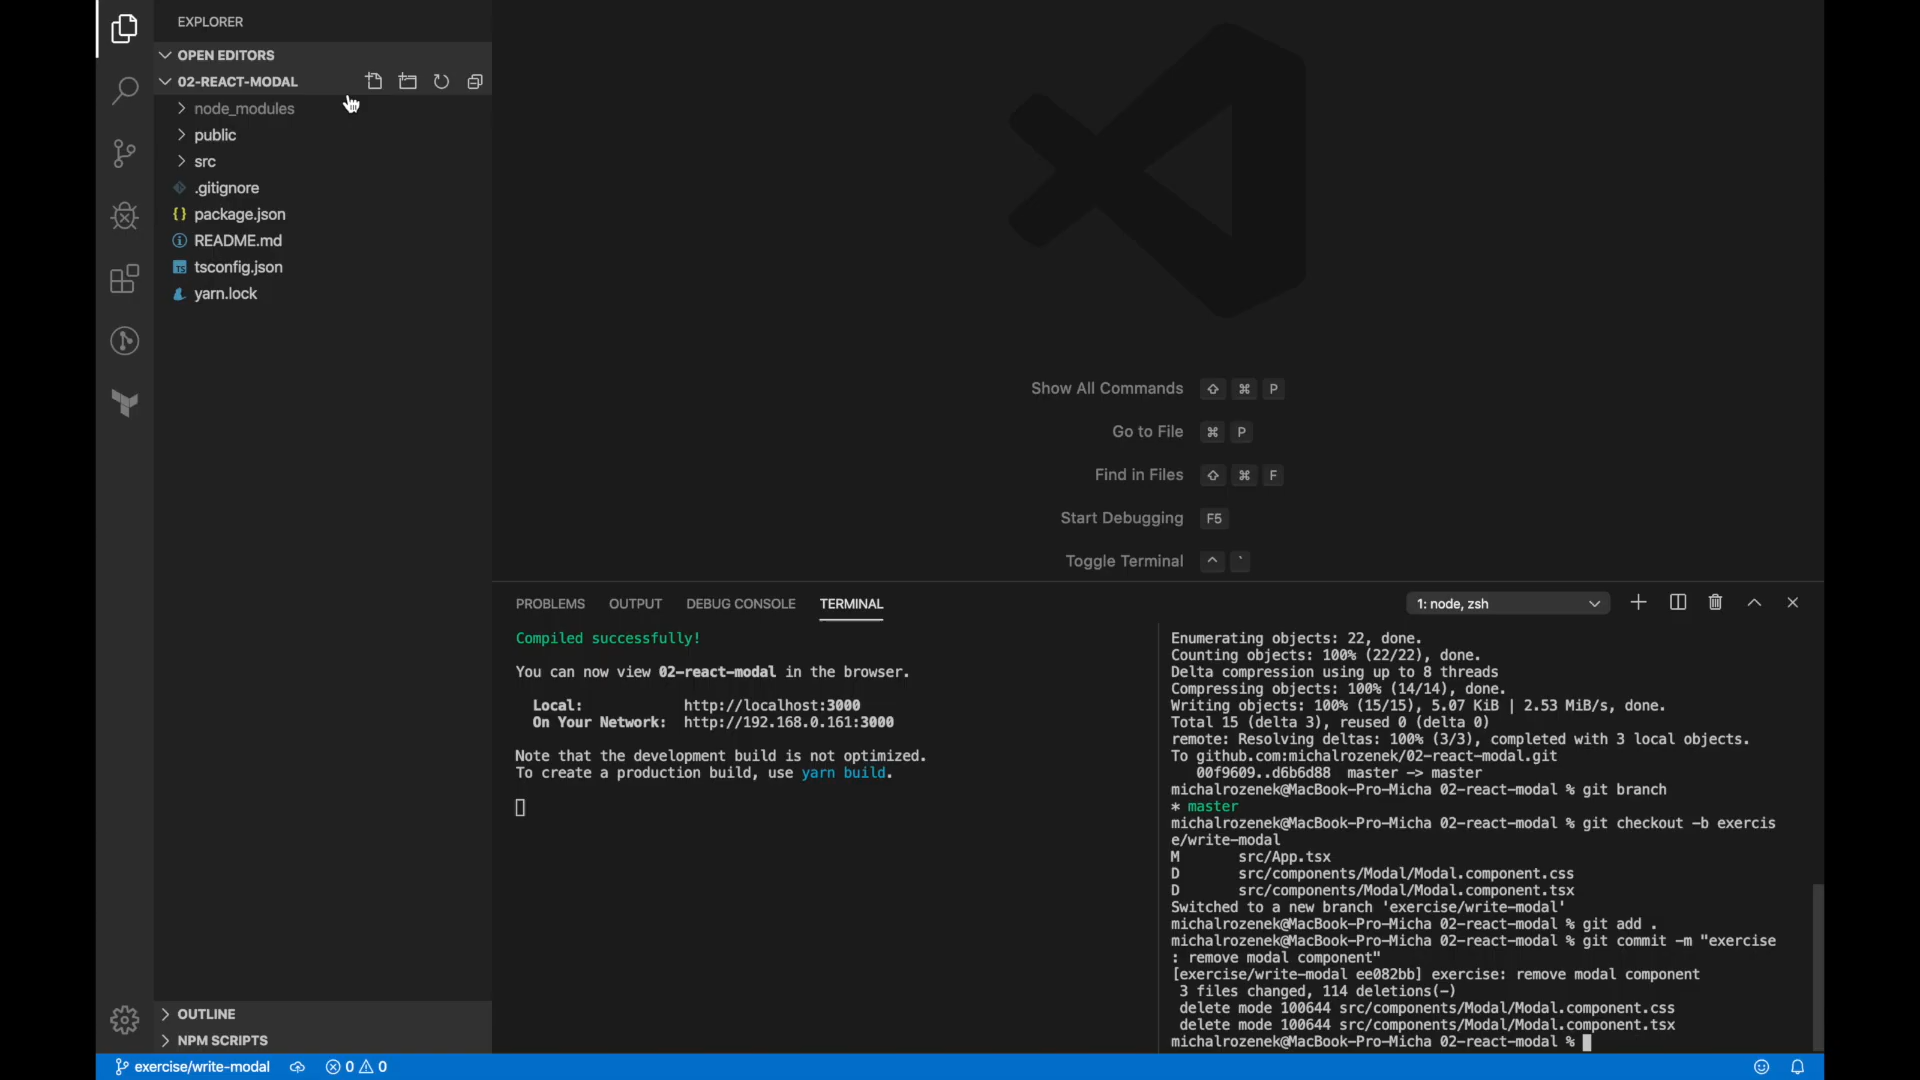 EXPLORER
OPEN EDITORS
02-REACT-MODAL
node_modules
public
src
.gitignore
package.json
README.md
tsconfig.json
yarn.lock
OUTLINE
NPM SCRIPTS
Show All Commands ⇧ ⌘ P
Go to File ⌘ P
Find in Files ⇧ ⌘ F
Start Debugging F5
Toggle Terminal ^ `
PROBLEMS OUTPUT DEBUG CONSOLE TERMINAL
1: node, zsh
Compiled successfully!
You can now view 02-react-modal in the browser.
Local: http://localhost:3000
On Your Network: http://192.168.0.161:3000
Note that the development build is not optimized.
To create a production build, use yarn build.
Enumerating objects: 22, done.
Counting objects: 100% (22/22), done.
Delta compression using up to 8 threads
Compressing objects: 100% (14/14), done.
Writing objects: 100% (15/15), 5.07 KiB | 2.53 MiB/s, done.
Total 15 (delta 3), reused 0 (delta 0)
remote: Resolving deltas: 100% (3/3), completed with 3 local objects.
To github.com:michalrozenek/02-react-modal.git
00f9609..d6b6d88 master -> master
michalrozenek@MacBook-Pro-Micha 02-react-modal % git branch
* master
michalrozenek@MacBook-Pro-Micha 02-react-modal % git checkout -b exercis
e/write-modal
M src/App.tsx
D src/components/Modal/Modal.component.css
D src/components/Modal/Modal.component.tsx
Switched to a new branch 'exercise/write-modal'
michalrozenek@MacBook-Pro-Micha 02-react-modal % git add .
michalrozenek@MacBook-Pro-Micha 02-react-modal % git commit -m "exercise
: remove modal component"
[exercise/write-modal ee082bb] exercise: remove modal component
3 files changed, 114 deletions(-)
delete mode 100644 src/components/Modal/Modal.component.css
delete mode 100644 src/components/Modal/Modal.component.tsx
michalrozenek@MacBook-Pro-Micha 02-react-modal %
exercise/write-modal 0 0